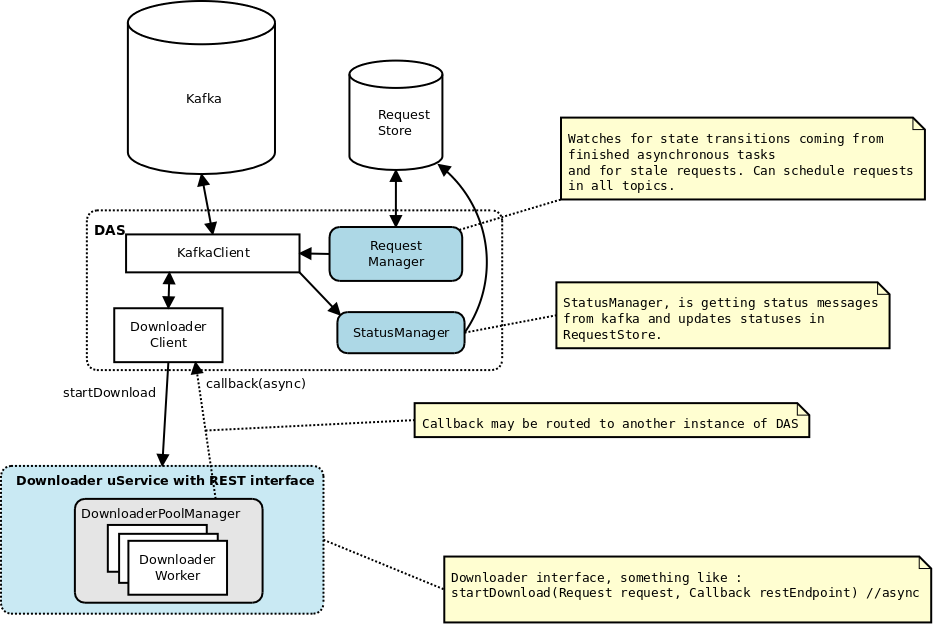 Kafka
Request
Store
Watches for state transitions coming from
finished asynchronous tasks
and for stale requests. Can schedule requests
in all topics.
DAS
KafkaClient
Request
Manager
StatusManager, is getting status messages
from kafka and updates statuses in
RequestStore.
Downloader
Client
StatusManager
startDownload
callback(async)
Callback may be routed to another instance of DAS
Downloader uService with REST interface
DownloaderPoolManager
Downloader
Worker
Downloader interface, something like :
startDownload(Request request, Callback restEndpoint) //async